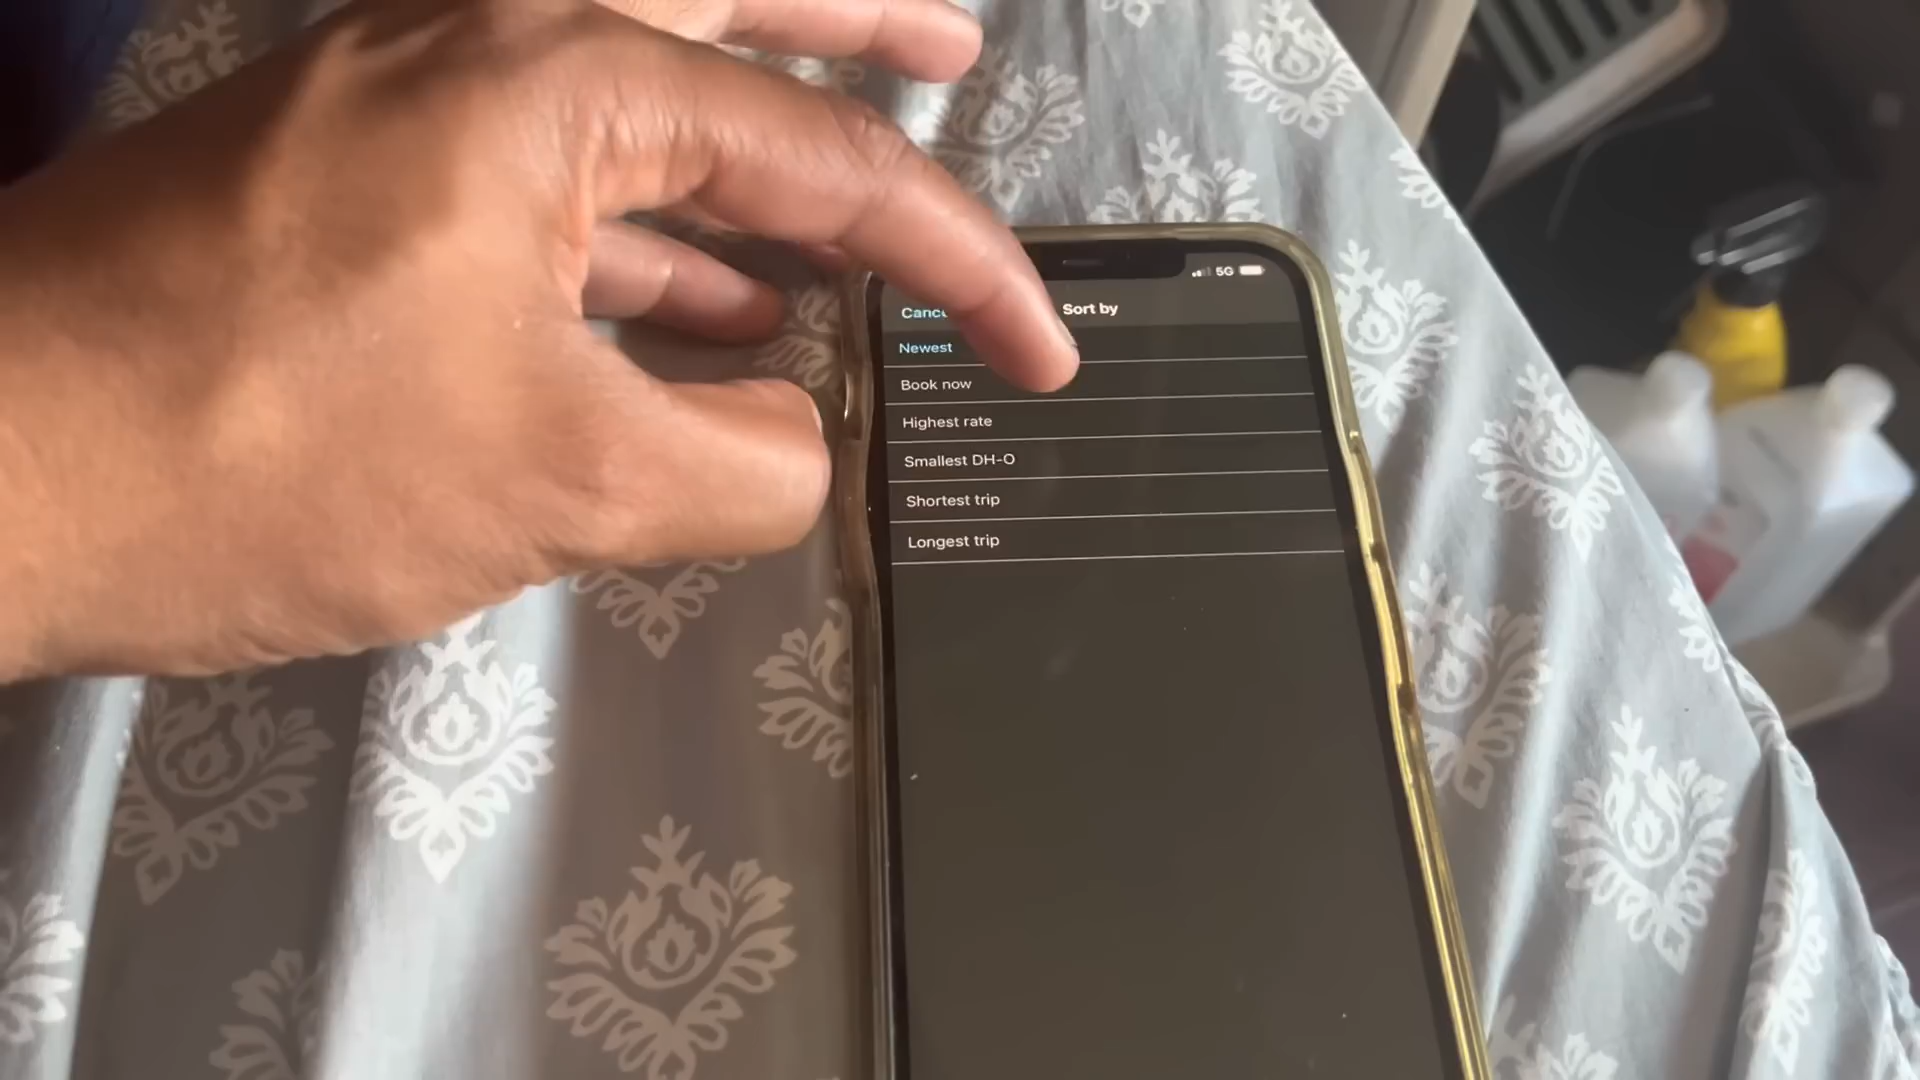 5G
Sort by
Newest
Book now
Highest rate
Smallest DH-O
Shortest trip
Longest trip